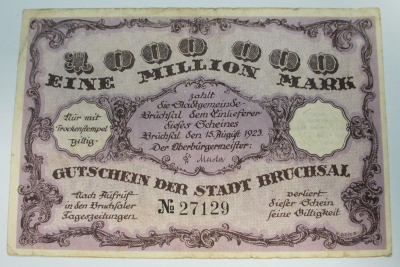 1000000
EINE MILLION MARK
zahlt
die Stadtgemeinde
Bruchsal dem Einlieferer
dieses Scheines
Bruchsal, den 15. August 1923.
Der Oberbürgermeister:
Nur mit
Trockenstempel
giltig
GUTSCHEIN DER STADT BRUCHSAL
Nach Aufruf
in den Bruchsaler
Tageszeitungen
№ 27129
verliert
dieser Schein
seine Giltigkeit